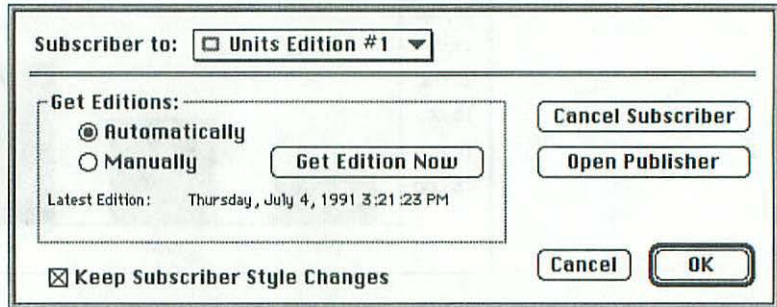 Subscriber to: Units Edition #1
Get Editions:
Automatically
Manually
Get Edition Now
Latest Edition: Thursday, July 4, 1991 3:21:23 PM
Cancel Subscriber
Open Publisher
Keep Subscriber Style Changes
Cancel
OK